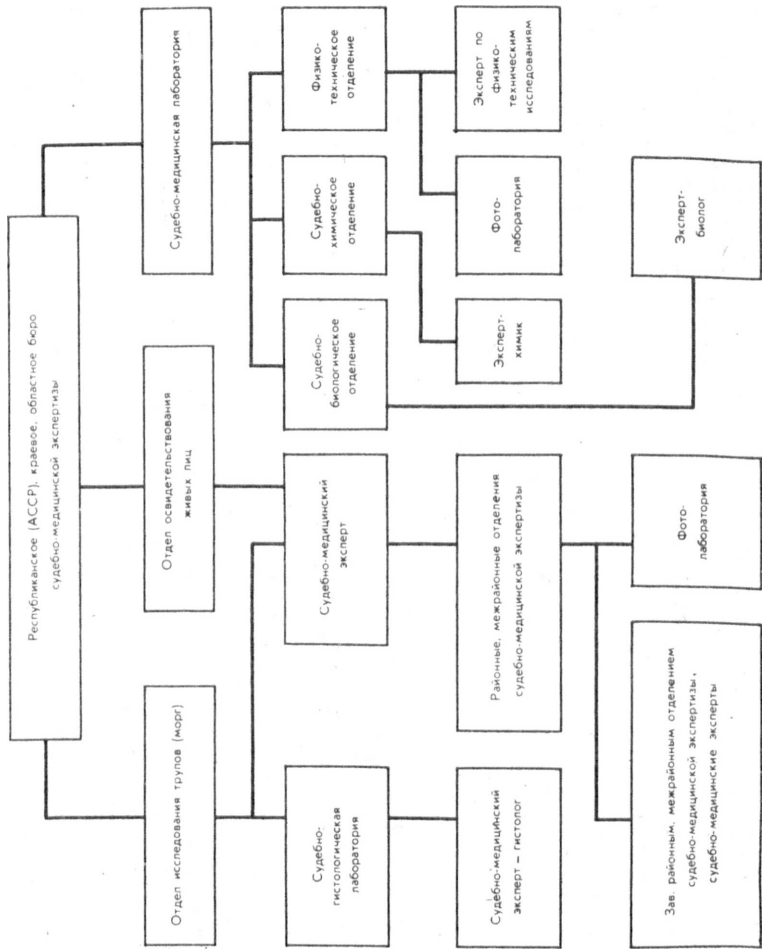 Республиканское (АССР), краевое, областное бюро
судебно-медицинской экспертизы
Отдел исследования трупов (морг)
Отдел освидетельствования
живых лиц
Судебно-медицинская лаборатория
Судебно-
гистологическая
лаборатория
Судебно-медицинский
эксперт
Судебно-
биологическое
отделение
Судебно-
химическое
отделение
Физико-
техническое
отделение
Судебно-медицинский
эксперт — гистолог
Районные, межрайонные отделения
судебно-медицинской экспертизы
Эксперт-
химик
Фото-
лаборатория
Эксперт по
физико-
техническим
исследованиям
Зав. районным, межрайонным отделением
судебно-медицинской экспертизы,
судебно-медицинские эксперты
Фото-
лаборатория
Эксперт-
биолог